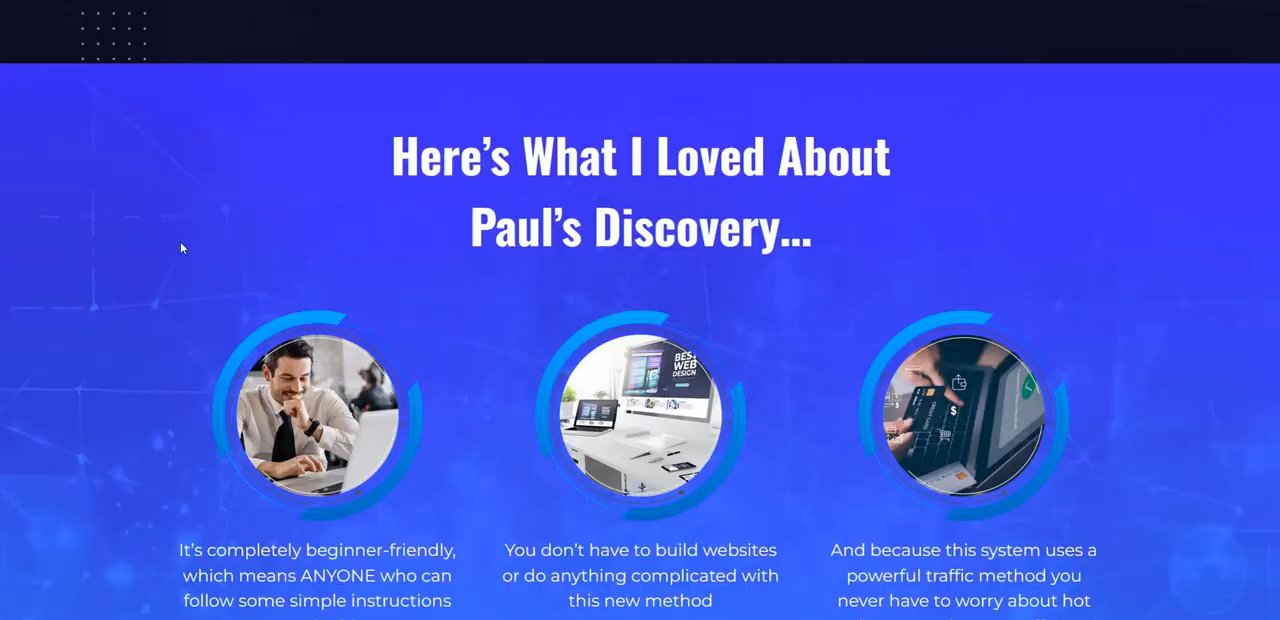 Here’s What I Loved About
Paul’s Discovery...
BEST
WEB
DESIGN
CREDIT CARD
$
It’s completely beginner-friendly,
which means ANYONE who can
follow some simple instructions
You don’t have to build websites
or do anything complicated with
this new method
And because this system uses a
powerful traffic method you
never have to worry about hot